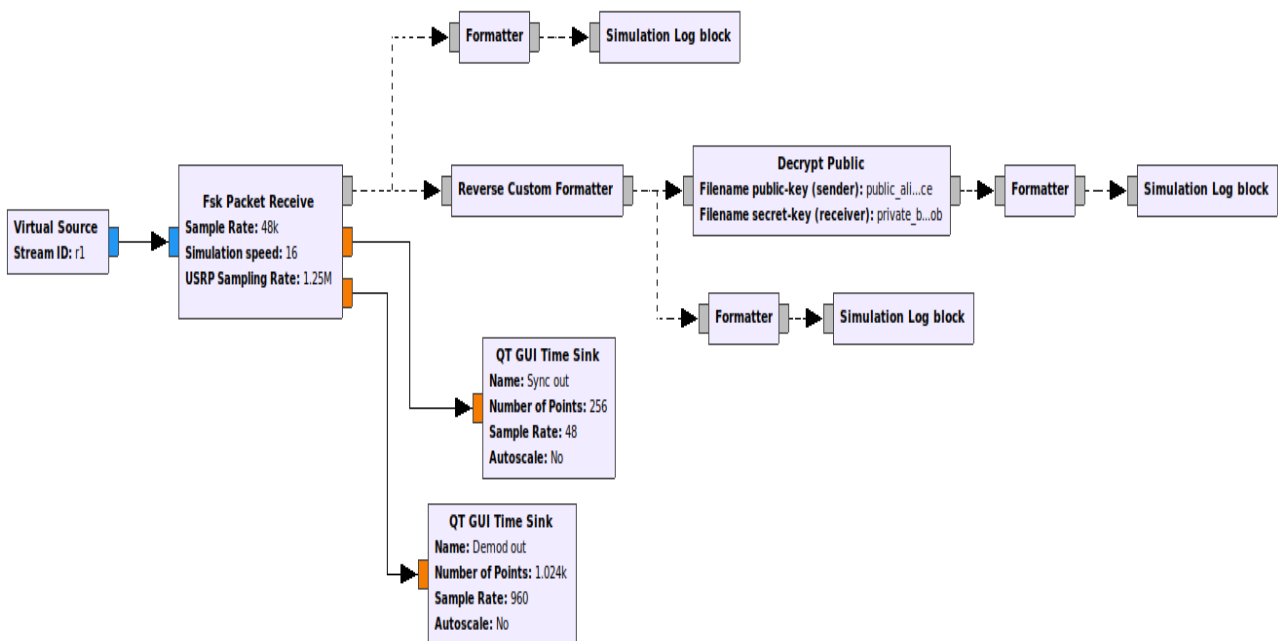 Formatter
Simulation Log block
Virtual Source
Stream ID: r1
Fsk Packet Receive
Sample Rate: 48k
Simulation speed: 16
USRP Sampling Rate: 1.25M
Reverse Custom Formatter
Decrypt Public
Filename public-key (sender): public_ali...ce
Filename secret-key (receiver): private_b...ob
Formatter
Simulation Log block
Formatter
Simulation Log block
QT GUI Time Sink
Name: Sync out
Number of Points: 256
Sample Rate: 48
Autoscale: No
QT GUI Time Sink
Name: Demod out
Number of Points: 1.024k
Sample Rate: 960
Autoscale: No